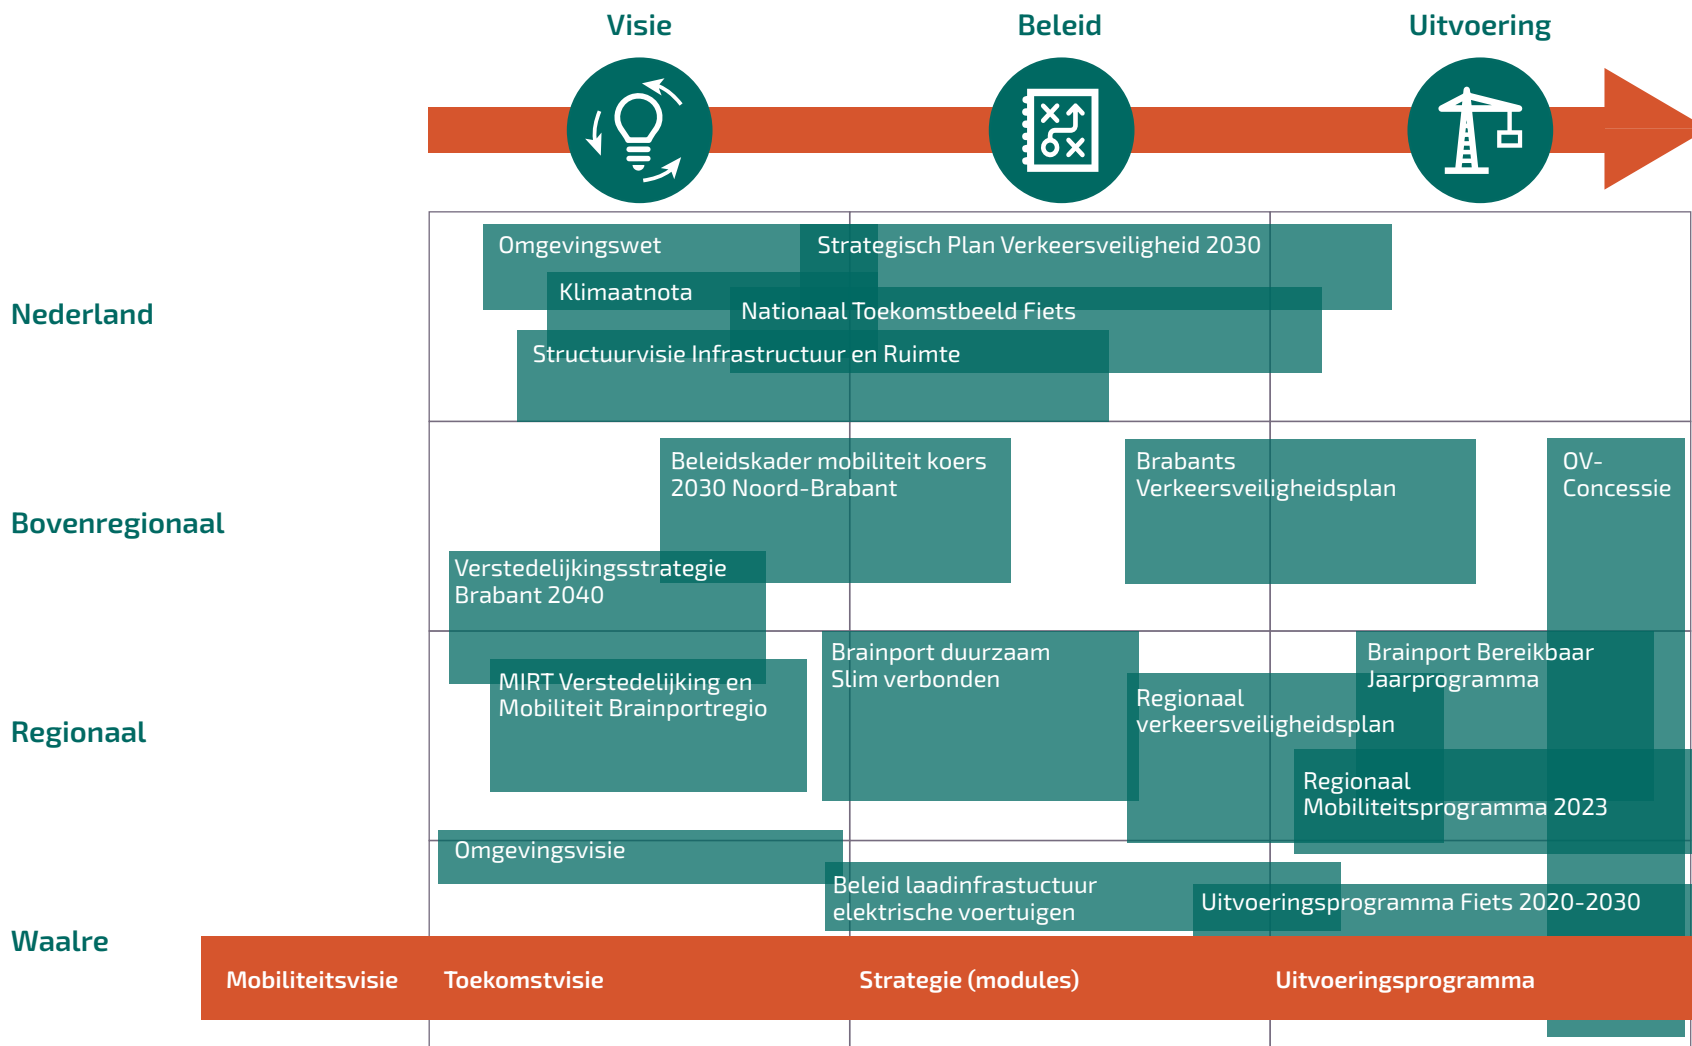 Visie
Beleid
Uitvoering
Nederland
Omgevingswet
Strategisch Plan Verkeersveiligheid 2030
Klimaatnota
Nationaal Toekomstbeeld Fiets
Structuurvisie Infrastructuur en Ruimte
Bovenregionaal
Beleidskader mobiliteit koers
2030 Noord-Brabant
Brabants
Verkeersveiligheidsplan
OV-
Concessie
Verstedelijkingsstrategie
Brabant 2040
Regionaal
MIRT Verstedelijking en
Mobiliteit Brainportregio
Brainport duurzaam
Slim verbonden
Regionaal
verkeersveiligheidsplan
Brainport Bereikbaar
Jaarprogramma
Regionaal
Mobiliteitsprogramma 2023
Waalre
Omgevingsvisie
Beleid laadinfrastuctuur
elektrische voertuigen
Uitvoeringsprogramma Fiets 2020-2030
Mobiliteitsvisie
Toekomstvisie
Strategie (modules)
Uitvoeringsprogramma